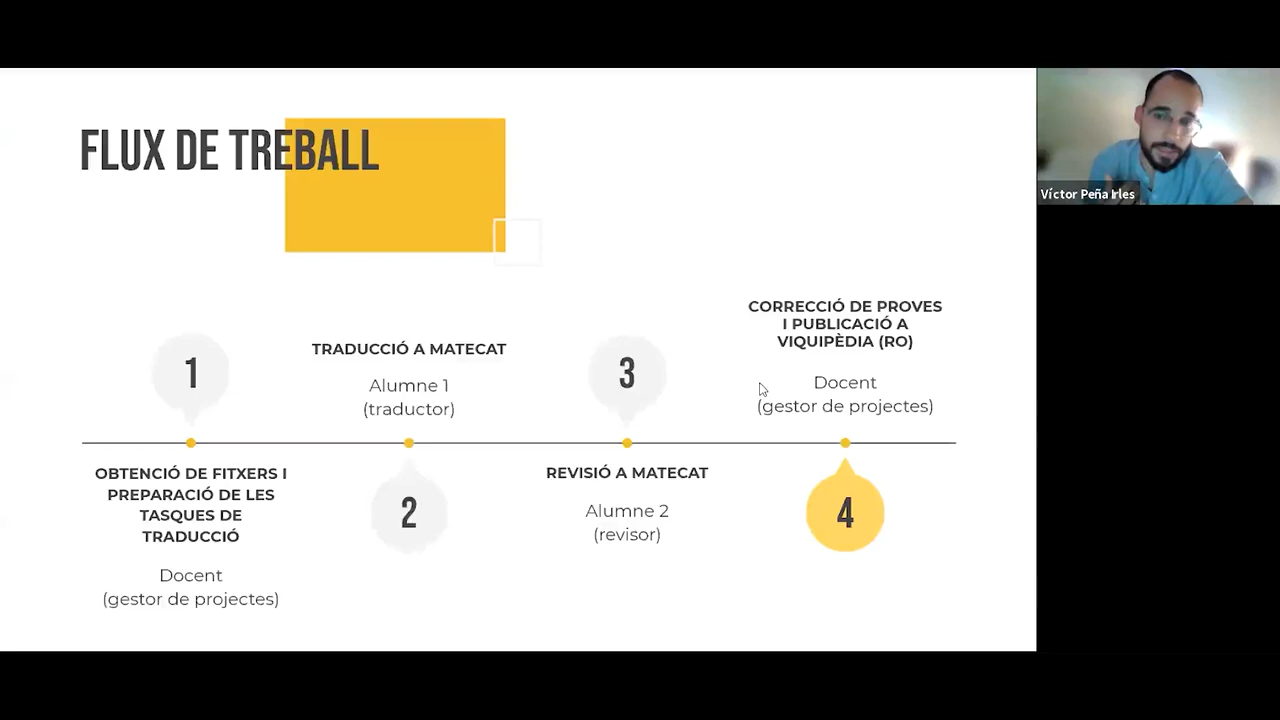 FLUX DE TREBALL
1
OBTENCIÓ DE FITXERS I
PREPARACIÓ DE LES
TASQUES DE
TRADUCCIÓ
Docent
(gestor de projectes)
TRADUCCIÓ A MATECAT
Alumne 1
(traductor)
2
3
REVISIÓ A MATECAT
Alumne 2
(revisor)
CORRECCIÓ DE PROVES
I PUBLICACIÓ A
VIQUIPÈDIA (RO)
Docent
(gestor de projectes)
4
Víctor Peña Irles